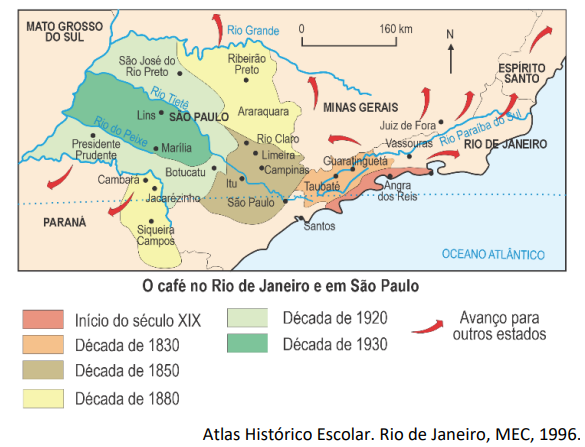 MATO GROSSO
DO SUL
Rio Grande
0 160 km
N
São José do
Rio Preto
Ribeirão
Preto
ESPÍRITO
SANTO
Rio Tietê
Lins
SÃO PAULO
Araraquara
MINAS GERAIS
Rio do Peixe
Juiz de Fora
Rio Paraíba do Sul
Presidente
Prudente
Marília
Rio Claro
Limeira
Campinas
Vassouras
RIO DE JANEIRO
Guaratinguetá
Cambara
Botucatu
Itu
Taubaté
Angra
dos Reis
Jacarézinho
São Paulo
PARANÁ
Siqueira
Campos
Santos
OCEANO ATLÂNTICO
O café no Rio de Janeiro e em São Paulo
Início do século XIX
Década de 1830
Década de 1850
Década de 1880
Década de 1920
Década de 1930
Avanço para
outros estados
Atlas Histórico Escolar. Rio de Janeiro, MEC, 1996.